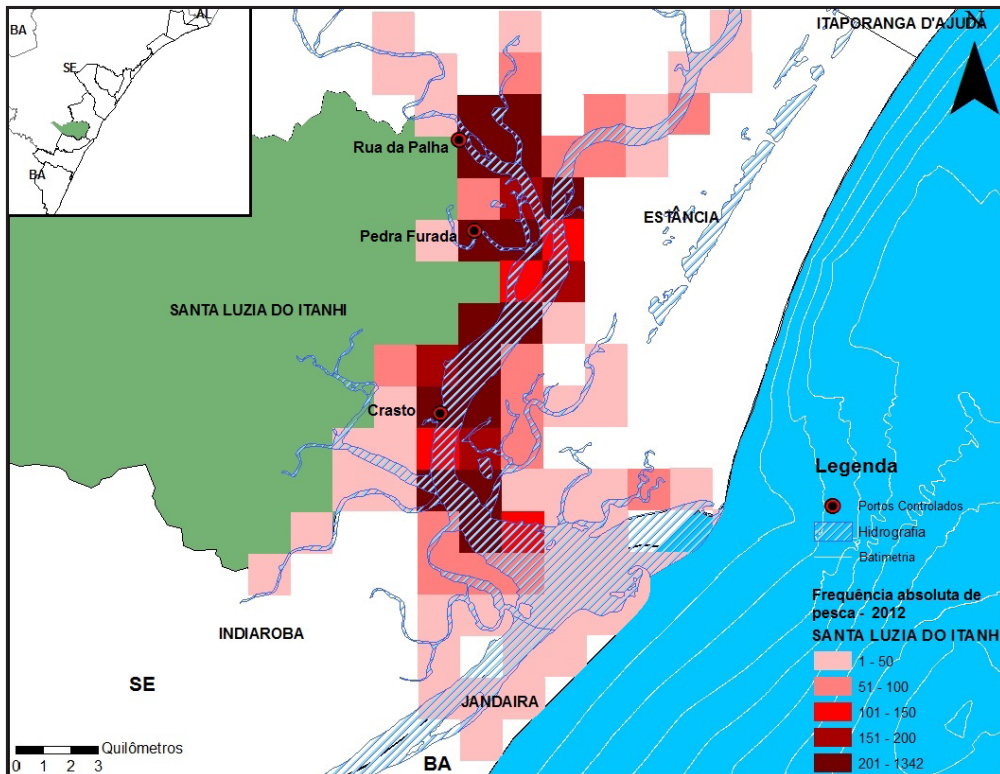 BA
AL
SE
BA
ITAPORANGA D'AJUDA
N
Rua da Palha
ESTÂNCIA
Pedra Furada
SANTA LUZIA DO ITANHI
Crasto
Legenda
Portos Controlados
Hidrografia
Batimetria
Frequência absoluta de
pesca - 2012
SANTA LUZIA DO ITANH
1 - 50
51 - 100
101 - 150
151 - 200
201 - 1342
INDIAROBA
SE
JANDAIRA
BA
Quilômetros
0 1 2 3